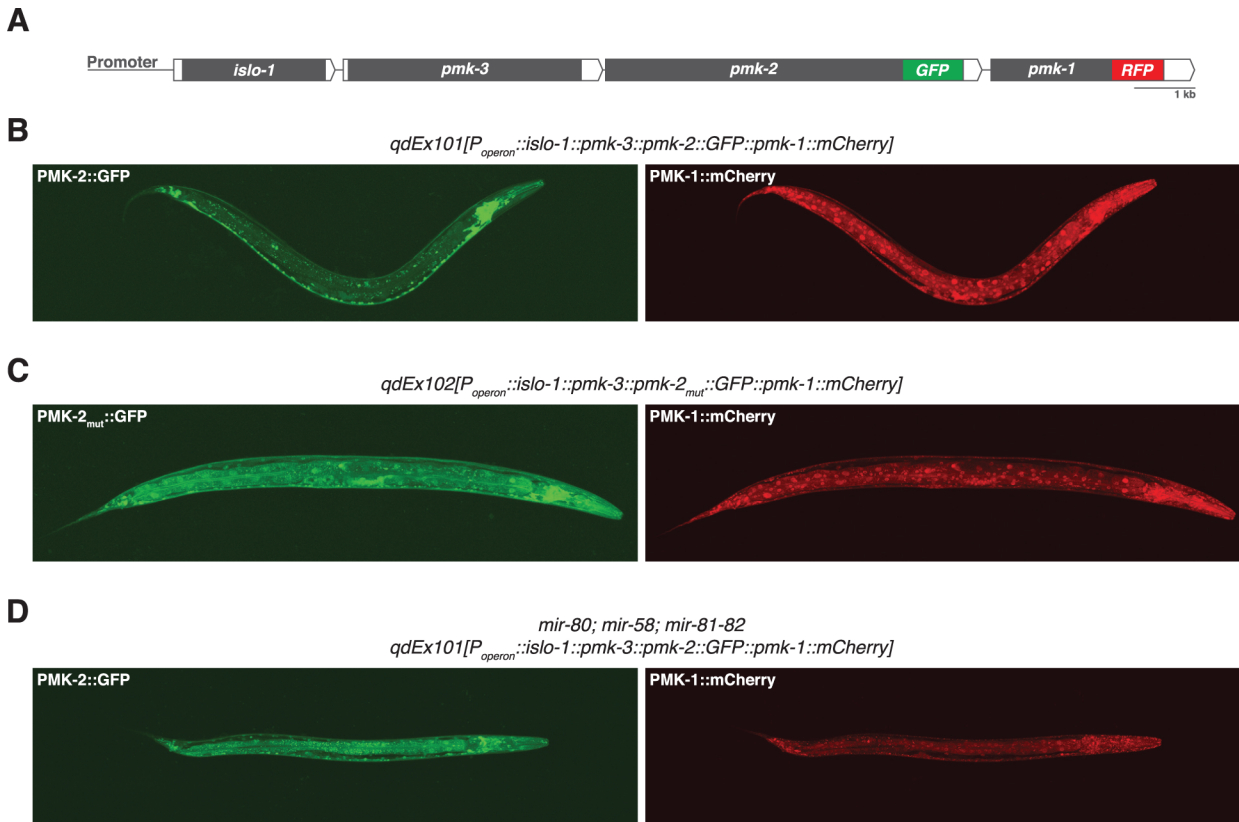 A
Promoter
islo-1
pmk-3
pmk-2
GFP
pmk-1
RFP
1 kb
B
qdEx101[Poperon::islo-1::pmk-3::pmk-2::GFP::pmk-1::mCherry]
PMK-2::GFP
PMK-1::mCherry
C
qdEx102[Poperon::islo-1::pmk-3::pmk-2mut::GFP::pmk-1::mCherry]
PMK-2mut::GFP
PMK-1::mCherry
D
mir-80; mir-58; mir-81-82
qdEx101[Poperon::islo-1::pmk-3::pmk-2::GFP::pmk-1::mCherry]
PMK-2::GFP
PMK-1::mCherry